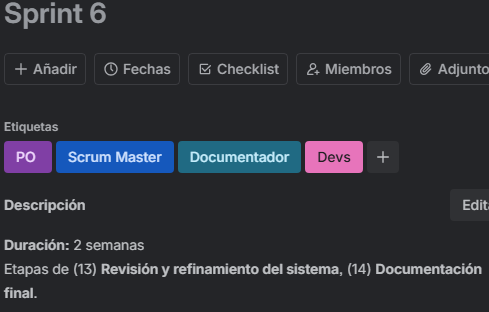 Sprint 6
+ Añadir Fechas Checklist Miembros Adjunto
Etiquetas
PO Scrum Master Documentador Devs +
Descripción Edit
Duración: 2 semanas
Etapas de (13) Revisión y refinamiento del sistema, (14) Documentación
final.